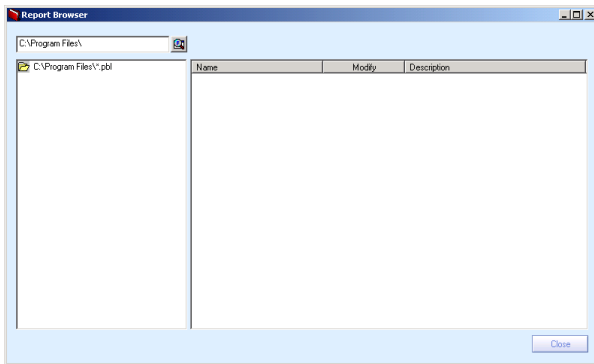 Report Browser
C:\Program Files\
C:\Program Files\*.pbl
Name Modify Description
Close